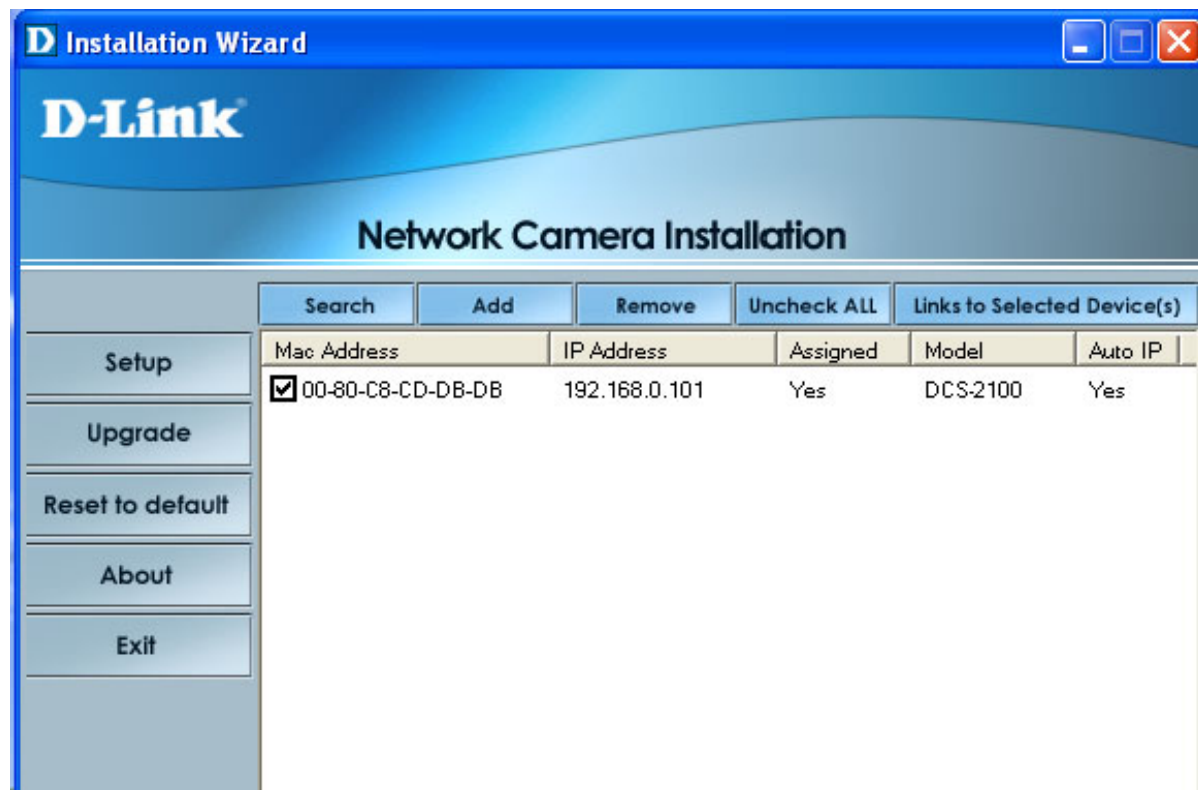 D Installation Wizard
D-Link®
Network Camera Installation
Search Add Remove Uncheck ALL Links to Selected Device(s)
Setup
Upgrade
Reset to default
About
Exit
Mac Address IP Address Assigned Model Auto IP
00-80-C8-CD-DB-DB 192.168.0.101 Yes DCS-2100 Yes